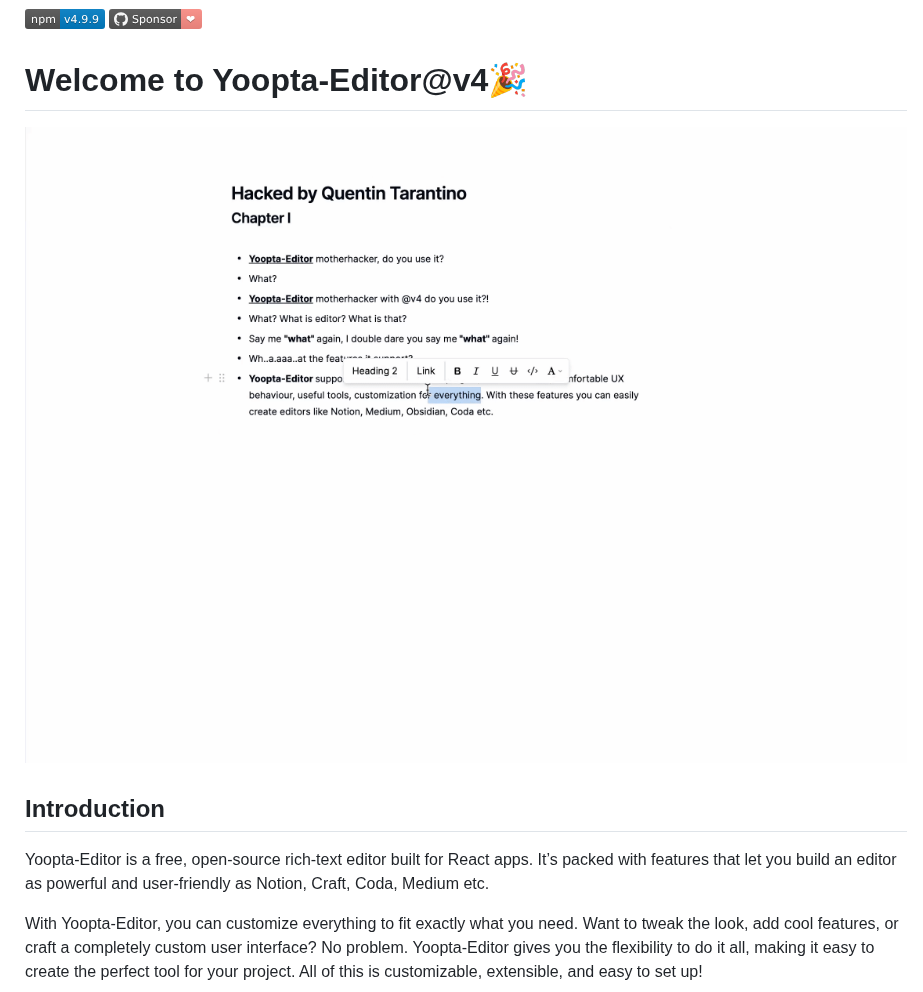 npm v4.9.9 Sponsor
Welcome to Yoopta-Editor@v4🎉
Hacked by Quentin Tarantino
Chapter I
• Yoopta-Editor motherhacker, do you use it?
• What?
• Yoopta-Editor motherhacker with @v4 do you use it?!
• What? What is editor? What is that?
• Say me "what" again, I double dare you say me "what" again!
• Wh..a.aaa..at the features it support?
Heading 2 Link B I U S </> A
• Yoopta-Editor
behaviour, useful tools, customization for everything. With these features you can easily
create editors like Notion, Medium, Obsidian, Coda etc.
Introduction
Yoopta-Editor is a free, open-source rich-text editor built for React apps. It’s packed with features that let you build an editor
as powerful and user-friendly as Notion, Craft, Coda, Medium etc.
With Yoopta-Editor, you can customize everything to fit exactly what you need. Want to tweak the look, add cool features, or
craft a completely custom user interface? No problem. Yoopta-Editor gives you the flexibility to do it all, making it easy to
create the perfect tool for your project. All of this is customizable, extensible, and easy to set up!